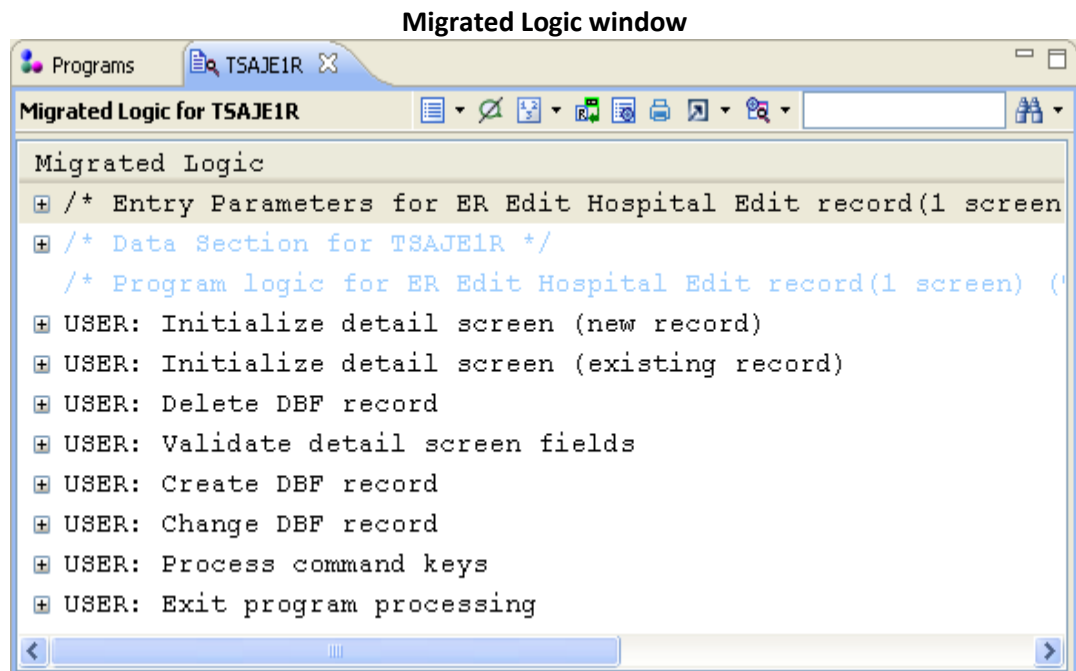 Migrated Logic window
Programs TSAJE1R
Migrated Logic for TSAJE1R
Migrated Logic
/* Entry Parameters for ER Edit Hospital Edit record(1 screen
/* Data Section for TSAJE1R */
/* Program logic for ER Edit Hospital Edit record(1 screen) (
USER: Initialize detail screen (new record)
USER: Initialize detail screen (existing record)
USER: Delete DBF record
USER: Validate detail screen fields
USER: Create DBF record
USER: Change DBF record
USER: Process command keys
USER: Exit program processing